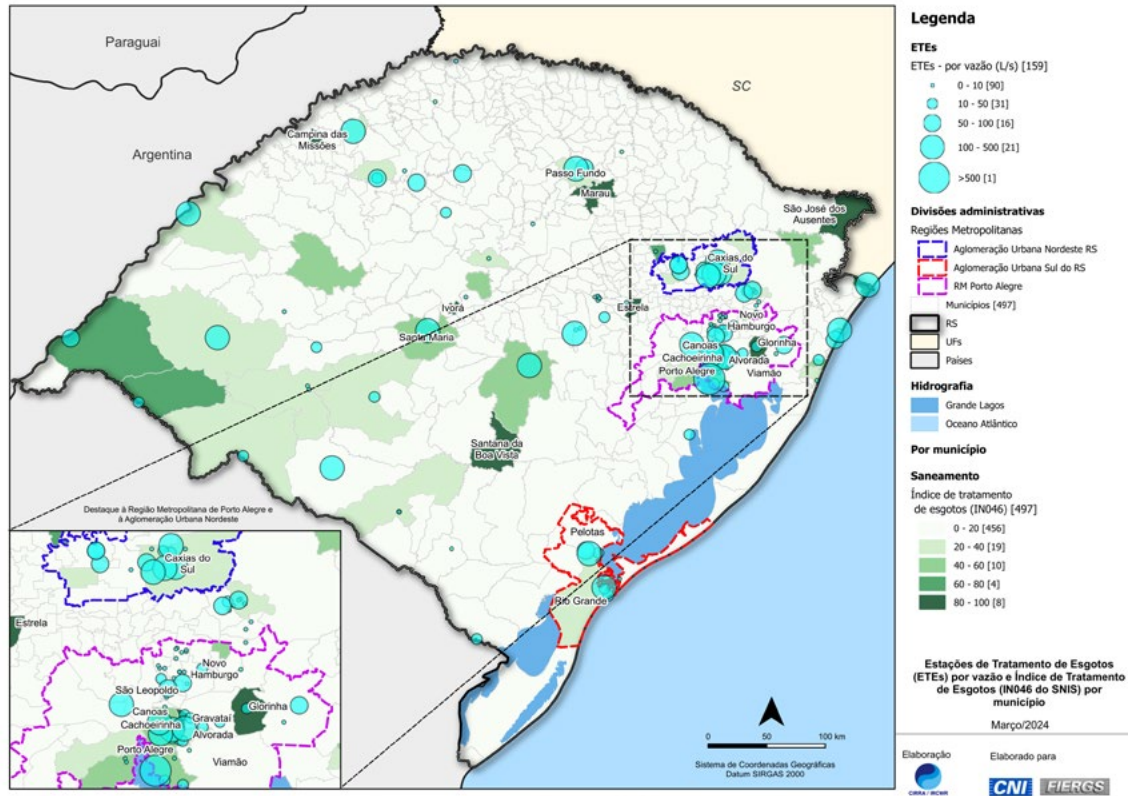 Paraguai
Argentina
SC
Campina das
Missões
Passo Fundo
Marau
São José dos
Ausentes
Caxias do
Sul
Ivorá
Estrela
Santa Maria
Novo
Hamburgo
Canoas
Glorinha
Cachoeirinha
Alvorada
Porto Alegre
Viamão
Santana da
Boa Vista
Pelotas
Rio Grande
Destaque à Região Metropolitana de Porto Alegre e
à Aglomeração Urbana Nordeste
Caxias do
Sul
Estrela
Novo
Hamburgo
São Leopoldo
Glorinha
Canoas
Gravataí
Cachoeirinha
Alvorada
Porto Alegre
Viamão
0 50 100 km
Sistema de Coordenadas Geográficas
Datum SIRGAS 2000
Legenda
ETEs
ETEs - por vazão (L/s) [159]
0 - 10 [90]
10 - 50 [31]
50 - 100 [16]
100 - 500 [21]
>500 [1]
Divisões administrativas
Regiões Metropolitanas
Aglomeração Urbana Nordeste RS
Aglomeração Urbana Sul do RS
RM Porto Alegre
Municípios [497]
RS
UFs
Países
Hidrografia
Grande Lagos
Oceano Atlântico
Por município
Saneamento
Índice de tratamento
de esgotos (IN046) [497]
0 - 20 [456]
20 - 40 [19]
40 - 60 [10]
60 - 80 [4]
80 - 100 [8]
Estações de Tratamento de Esgotos
(ETEs) por vazão e Índice de Tratamento
de Esgotos (IN046 do SNIS) por
município
Março/2024
Elaboração
Elaborado para
CIRRA / IRCWR
CNI FIERGS